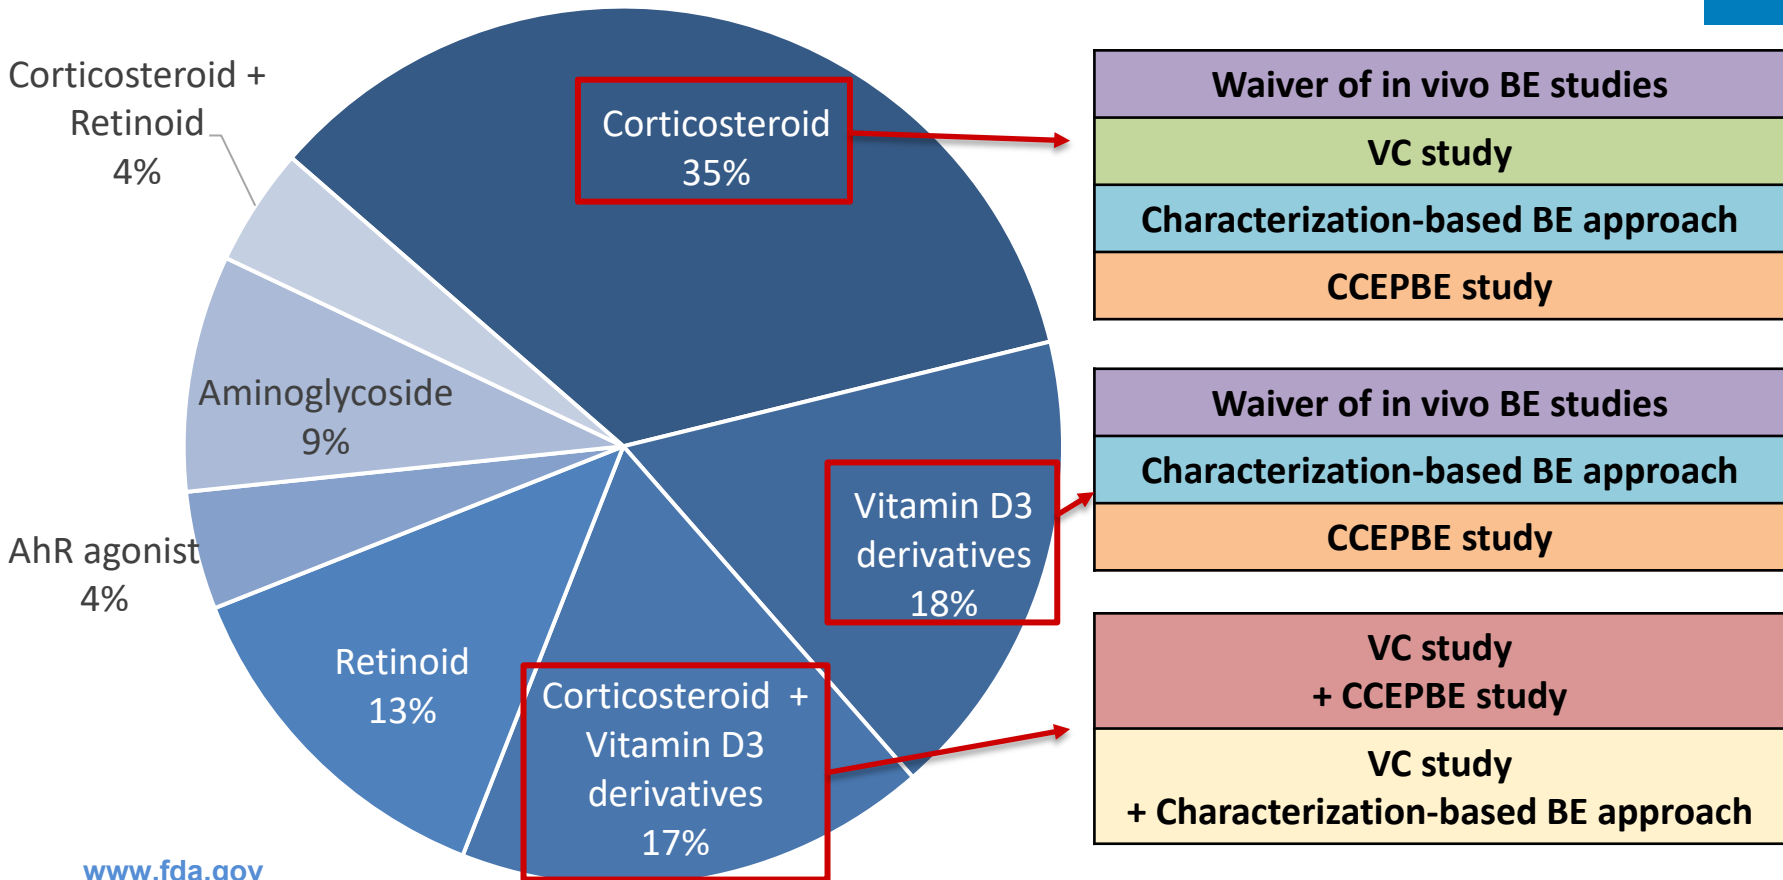 Corticosteroid +
Retinoid
4%
Corticosteroid
35%
Aminoglycoside
9%
AhR agonist
4%
Retinoid
13%
Corticosteroid +
Vitamin D3
derivatives
17%
Vitamin D3
derivatives
18%
Waiver of in vivo BE studies
VC study
Characterization-based BE approach
CCEPBE study
Waiver of in vivo BE studies
Characterization-based BE approach
CCEPBE study
VC study
+ CCEPBE study
VC study
+ Characterization-based BE approach
www.fda.gov